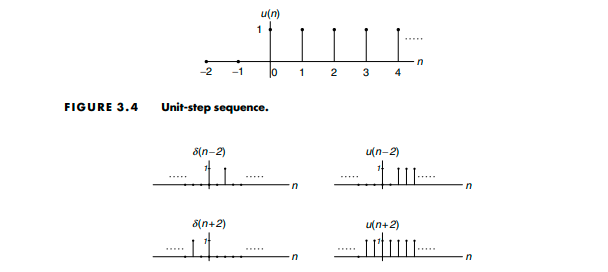 u(n)
1
.....
n
−2 −1 0 1 2 3 4
FIGURE 3.4 Unit-step sequence.
δ(n−2) u(n−2)
..... 1 ..... n ..... 1 ..... n
δ(n+2) u(n+2)
..... 1 ..... n ..... 1 ..... n